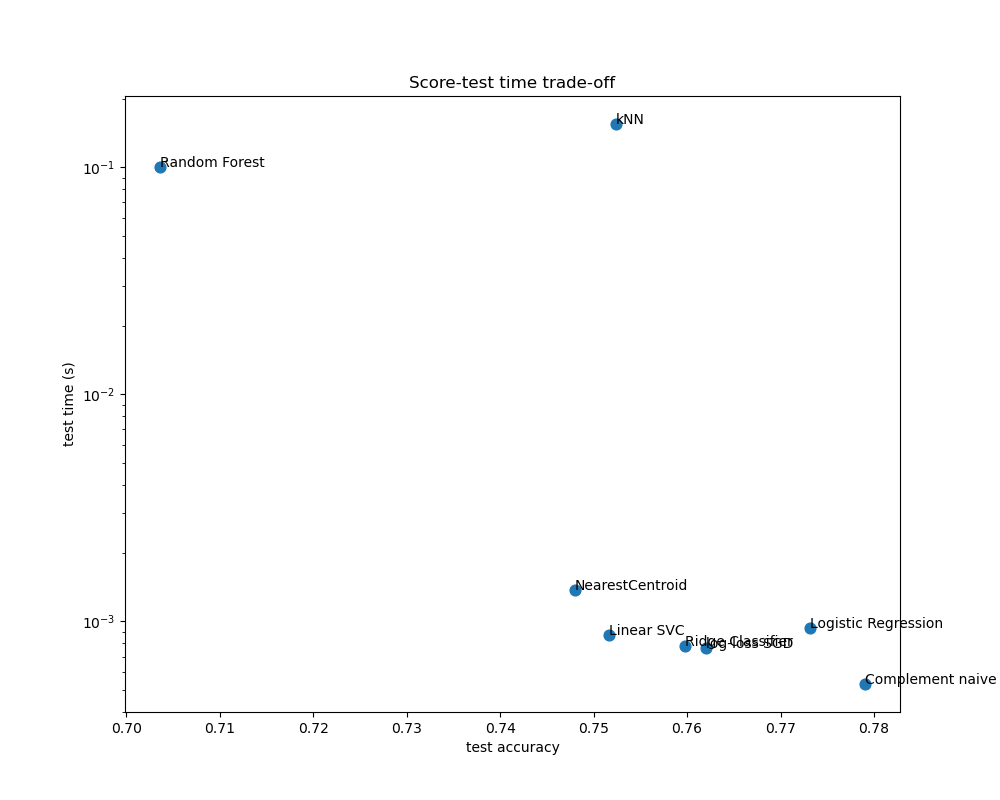 Score-test time trade-off
kNN
Random Forest
10⁻¹
10⁻²
test time (s)
NearestCentroid
10⁻³
Linear SVC
Logistic Regression
Ridge Classifier
log-loss SGD
Complement naive
0.70 0.71 0.72 0.73 0.74 0.75 0.76 0.77 0.78
test accuracy